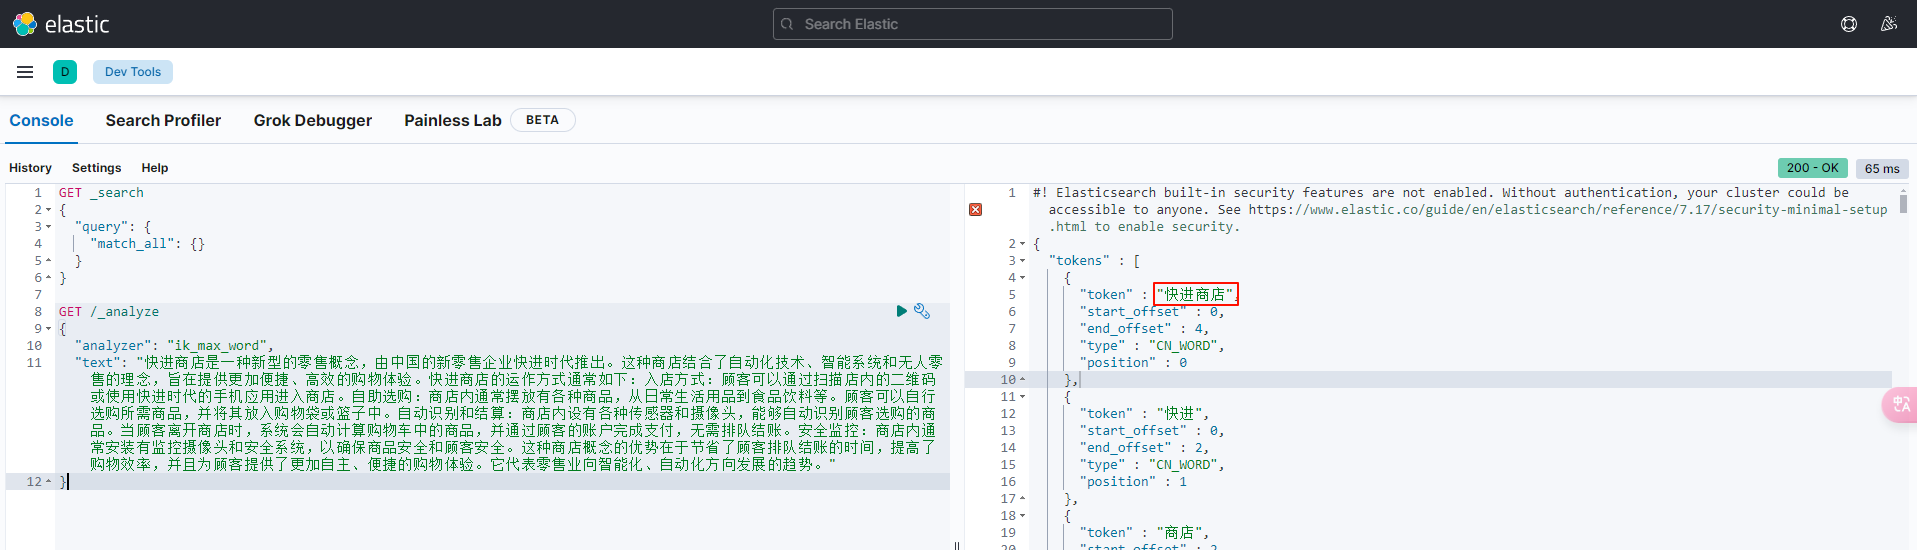 elastic
Search Elastic
D
Dev Tools
Console
Search Profiler
Grok Debugger
Painless Lab
BETA
History
Settings
Help
200 - OK
65 ms
1 GET _search
2 {
3 "query": {
4 "match_all": {}
5 }
6 }
7
8 GET /_analyze
9 {
10 "analyzer": "ik_max_word",
11 "text": "快进商店是一种新型的零售概念，由中国的新零售企业快进时代推出。这种商店结合了自动化技术、智能系统和无人零
售的理念，旨在提供更加便捷、高效的购物体验。快进商店的运作方式通常如下：入店方式：顾客可以通过扫描店内的二维码
或使用快进时代的手机应用进入商店。自助选购：商店内通常摆放有各种商品，从日常生活用品到食品饮料等。顾客可以自行
选购所需商品，并将其放入购物袋或篮子中。自动识别和结算：商店内设有各种传感器和摄像头，能够自动识别顾客选购的商
品。当顾客离开商店时，系统会自动计算购物车中的商品，并通过顾客的账户完成支付，无需排队结账。安全监控：商店内通
常安装有监控摄像头和安全系统，以确保商品安全和顾客安全。这种商店概念的优势在于节省了顾客排队结账的时间，提高了
购物效率，并且为顾客提供了更加自主、便捷的购物体验。它代表零售业向智能化、自动化方向发展的趋势。"
12 }
1 #! Elasticsearch built-in security features are not enabled. Without authentication, your cluster could be
accessible to anyone. See https://www.elastic.co/guide/en/elasticsearch/reference/7.17/security-minimal-setup
.html to enable security.
2 {
3 "tokens" : [
4 {
5 "token" : "快进商店",
6 "start_offset" : 0,
7 "end_offset" : 4,
8 "type" : "CN_WORD",
9 "position" : 0
10 },
11 {
12 "token" : "快进",
13 "start_offset" : 0,
14 "end_offset" : 2,
15 "type" : "CN_WORD",
16 "position" : 1
17 },
18 {
19 "token" : "商店",
20 "start_offset" : 2
中A